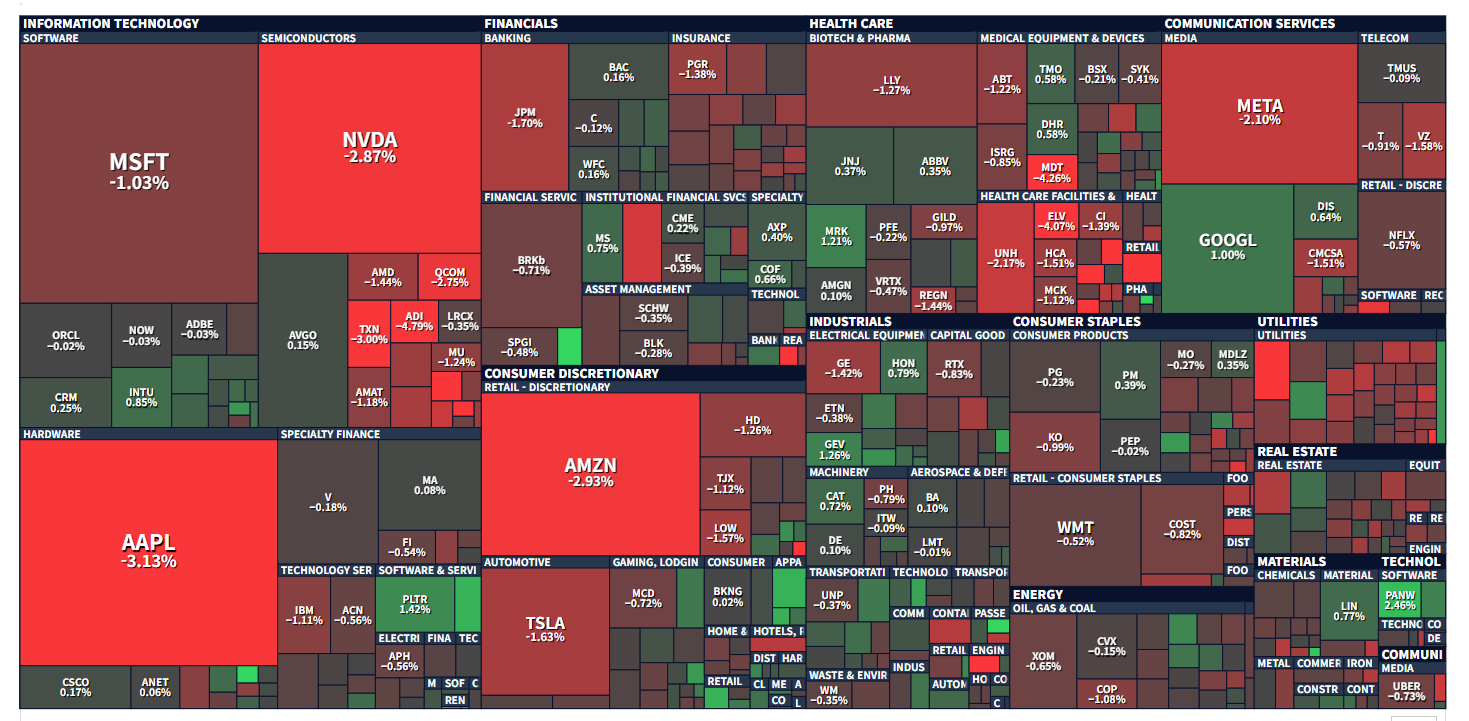 INFORMATION TECHNOLOGY
SOFTWARE
MSFT
-1.03%
ORCL
-0.02%
NOW
-0.03%
ADBE
-0.03%
CRM
0.25%
INTU
0.85%
SEMICONDUCTORS
NVDA
-2.87%
AVGO
0.15%
AMD
-1.44%
QCOM
-2.75%
TXN
-3.00%
ADI
-4.79%
LRCX
-0.35%
MU
-1.24%
AMAT
-1.18%
HARDWARE
AAPL
-3.13%
CSCO
0.17%
ANET
0.06%
SPECIALTY FINANCE
V
-0.18%
MA
0.08%
FI
-0.54%
TECHNOLOGY SER
IBM
-1.11%
ACN
-0.56%
SOFTWARE & SERVI
PLTR
1.42%
ELECTRI
FINA
TEC
APH
-0.56%
M
SOF
C
REN
FINANCIALS
BANKING
JPM
-1.70%
BAC
0.16%
C
-0.12%
WFC
0.16%
INSURANCE
PGR
-1.38%
FINANCIAL SERVIC
BRKb
-0.71%
SPGI
-0.48%
INSTITUTIONAL FINANCIAL SVCS
MS
0.75%
CME
0.22%
ICE
-0.39%
SPECIALTY
AXP
0.40%
COF
0.66%
ASSET MANAGEMENT
SCHW
-0.35%
BLK
-0.28%
TECHNOL
BANK
REA
CONSUMER DISCRETIONARY
RETAIL - DISCRETIONARY
AMZN
-2.93%
HD
-1.26%
TJX
-1.12%
LOW
-1.57%
AUTOMOTIVE
TSLA
-1.63%
GAMING, LODGIN
MCD
-0.72%
CONSUMER
BKNG
0.02%
APPA
HOME &
HOTELS, F
DIST
HAR
RETAIL
CL
ME
A
CO
L
HEALTH CARE
BIOTECH & PHARMA
LLY
-1.27%
JNJ
0.37%
ABBV
0.35%
MRK
1.21%
PFE
-0.22%
GILD
-0.97%
AMGN
0.10%
VRTX
-0.47%
REGN
-1.44%
MEDICAL EQUIPMENT & DEVICES
ABT
-1.22%
TMO
0.58%
BSX
-0.21%
SYK
-0.41%
ISRG
-0.85%
DHR
0.58%
MDT
-4.26%
HEALTH CARE FACILITIES &
HEALT
UNH
-2.17%
ELV
-4.07%
CI
-1.39%
HCA
-1.51%
MCK
-1.12%
RETAIL
PHA
INDUSTRIALS
ELECTRICAL EQUIPMEN
GE
-1.42%
HON
0.79%
ETN
-0.38%
GEV
1.26%
CAPITAL GOOD
RTX
-0.83%
MACHINERY
CAT
0.72%
PH
-0.79%
ITW
-0.09%
DE
0.10%
AEROSPACE & DEFE
BA
0.10%
LMT
-0.01%
TRANSPORTATI
UNP
-0.37%
TECHNOLO
TRANSPOR
COMM
CONTAI
PASSE
RETAIL
ENGIN
WASTE & ENVIR
WM
-0.35%
INDUS
AUTOM
HO
CO
C
COMMUNICATION SERVICES
MEDIA
META
-2.10%
GOOGL
1.00%
DIS
0.64%
CMCSA
-1.51%
TELECOM
TMUS
-0.09%
T
-0.91%
VZ
-1.58%
RETAIL - DISCRE
NFLX
-0.57%
SOFTWARE
REC
CONSUMER STAPLES
CONSUMER PRODUCTS
PG
-0.23%
PM
0.39%
MO
-0.27%
MDLZ
0.35%
KO
-0.99%
PEP
-0.02%
RETAIL - CONSUMER STAPLES
WMT
-0.52%
COST
-0.82%
FOO
PERS
DIST
FOO
ENERGY
OIL, GAS & COAL
XOM
-0.65%
CVX
-0.15%
COP
-1.08%
UTILITIES
UTILITIES
REAL ESTATE
REAL ESTATE
EQUIT
RE
RE
ENGIN
MATERIALS
CHEMICALS
MATERIAL
LIN
0.77%
METAL
COMMER
IRON
CONSTR
CONT
TECHNOL
SOFTWARE
PANW
2.46%
TECHNO
CO
DE
COMMUNI
MEDIA
UBER
-0.73%